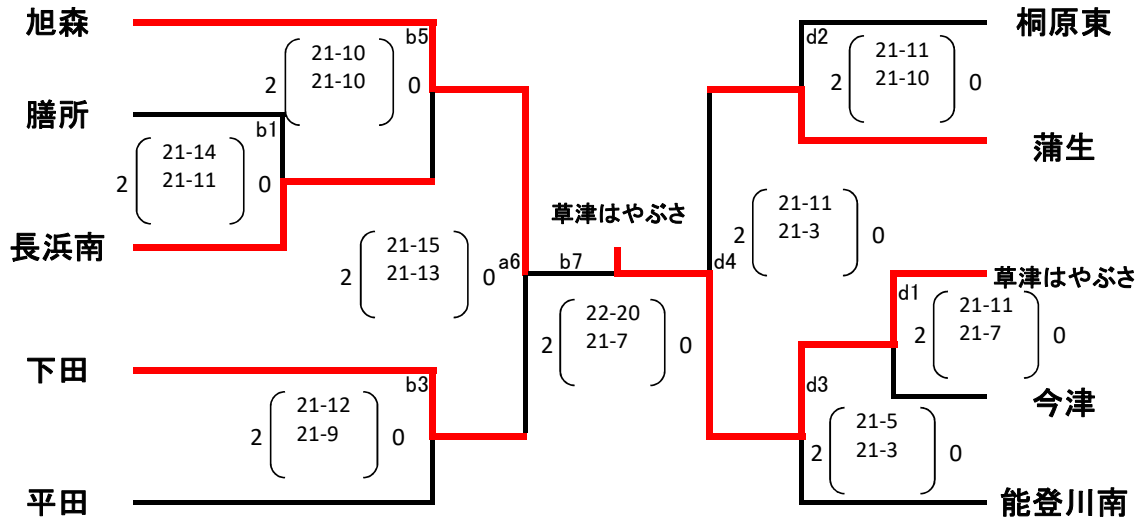 旭森
b5
21-10
21-10
2
0
膳所
b1
21-14
21-11
2
0
長浜南
21-15
21-13
2
0
a6
下田
b3
21-12
21-9
2
0
平田
草津はやぶさ
b7
22-20
21-7
2
0
桐原東
d2
21-11
21-10
2
0
蒲生
21-11
21-3
2
0
d4
草津はやぶさ
d1
21-11
21-7
2
0
今津
d3
21-5
21-3
2
0
能登川南